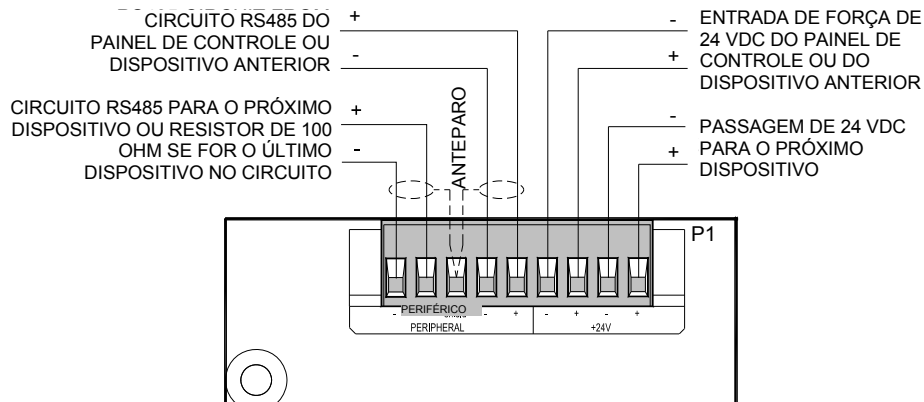 CIRCUITO RS485 DO
PAINEL DE CONTROLE OU
DISPOSITIVO ANTERIOR
+
-
CIRCUITO RS485 PARA O PRÓXIMO
DISPOSITIVO OU RESISTOR DE 100
OHM SE FOR O ÚLTIMO
DISPOSITIVO NO CIRCUITO
+
-
ANTEPARO
-
+
ENTRADA DE FORÇA DE
24 VDC DO PAINEL DE
CONTROLE OU DO
DISPOSITIVO ANTERIOR
-
+
PASSAGEM DE 24 VDC
PARA O PRÓXIMO
DISPOSITIVO
P1
PERIFÉRICO
- - + - + - +
PERIPHERAL
+24V